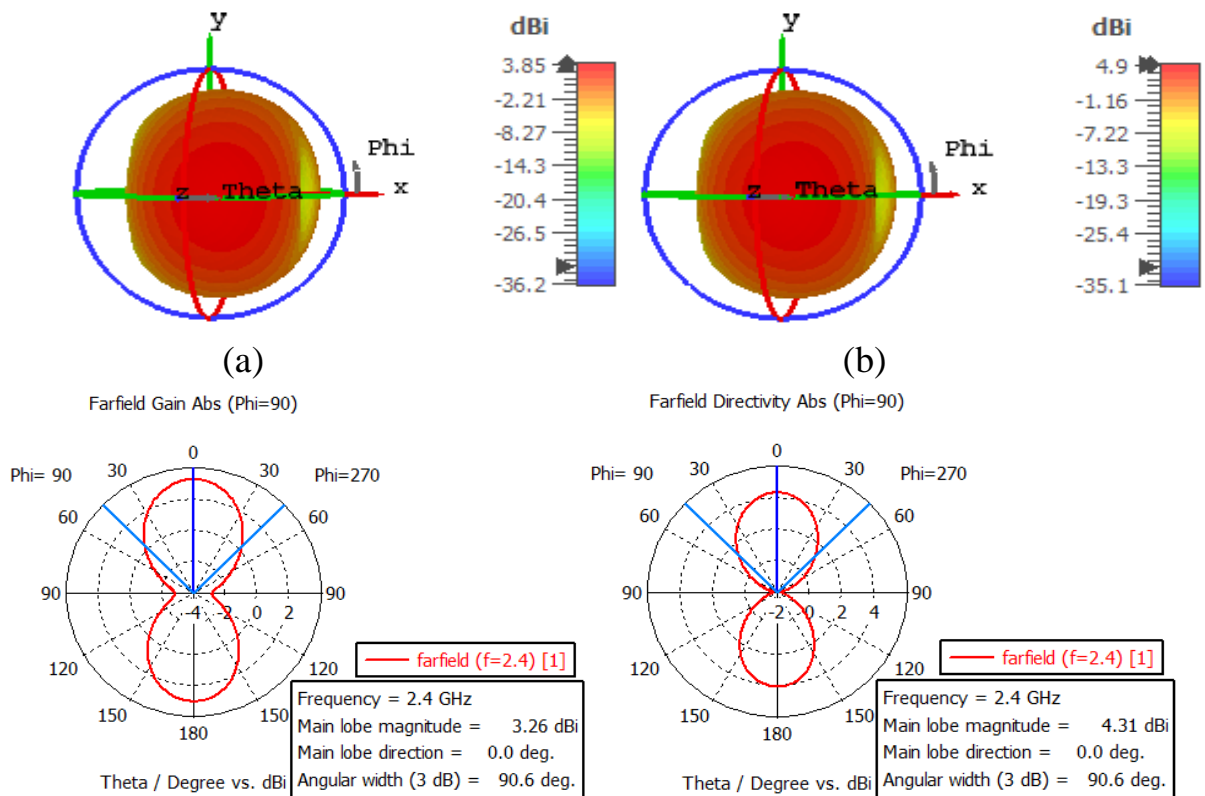 y
dBi
3.85
-2.21
-8.27
-14.3
-20.4
-26.5
-36.2
Phi
z Theta x
y
dBi
4.9
-1.16
-7.22
-13.3
-19.3
-25.4
-35.1
Phi
z Theta x
(a)
(b)
Farfield Gain Abs (Phi=90)
0
Phi= 90 30 30 Phi=270
60 60
90 -4 -2 0 2 90
120 120
150 150
180
farfield (f=2.4) [1]
Frequency = 2.4 GHz
Main lobe magnitude = 3.26 dBi
Main lobe direction = 0.0 deg.
Angular width (3 dB) = 90.6 deg.
Theta / Degree vs. dBi
Farfield Directivity Abs (Phi=90)
0
Phi= 90 30 30 Phi=270
60 60
90 -2 0 2 4 90
120 120
150 150
180
farfield (f=2.4) [1]
Frequency = 2.4 GHz
Main lobe magnitude = 4.31 dBi
Main lobe direction = 0.0 deg.
Angular width (3 dB) = 90.6 deg.
Theta / Degree vs. dBi